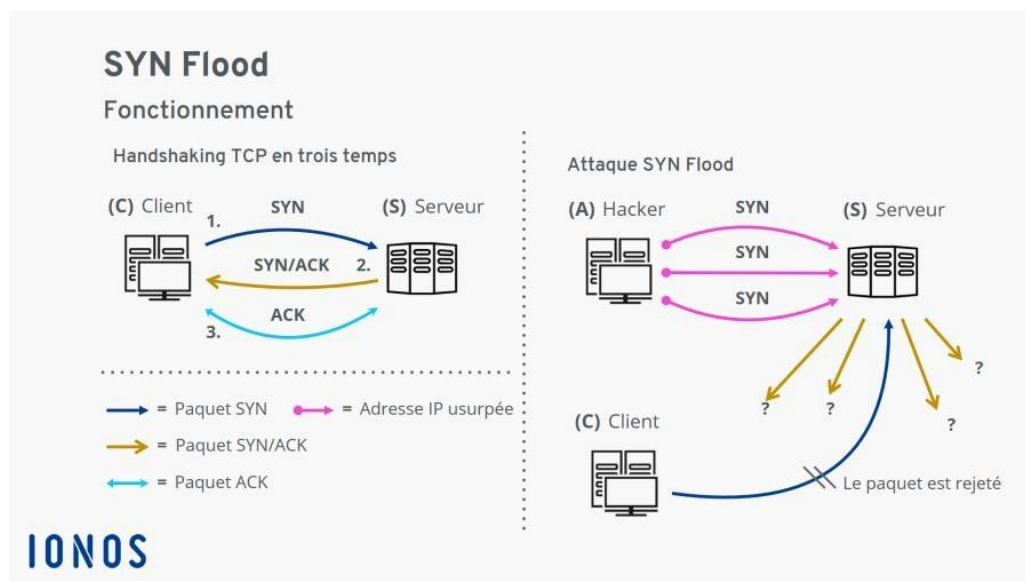 SYN Flood
Fonctionnement
Handshaking TCP en trois temps
(C) Client
1.
SYN
(S) Serveur
SYN/ACK
2.
ACK
3.
= Paquet SYN
= Adresse IP usurpée
= Paquet SYN/ACK
= Paquet ACK
Attaque SYN Flood
(A) Hacker
SYN
(S) Serveur
SYN
SYN
?
?
?
?
(C) Client
Le paquet est rejeté
IONOS